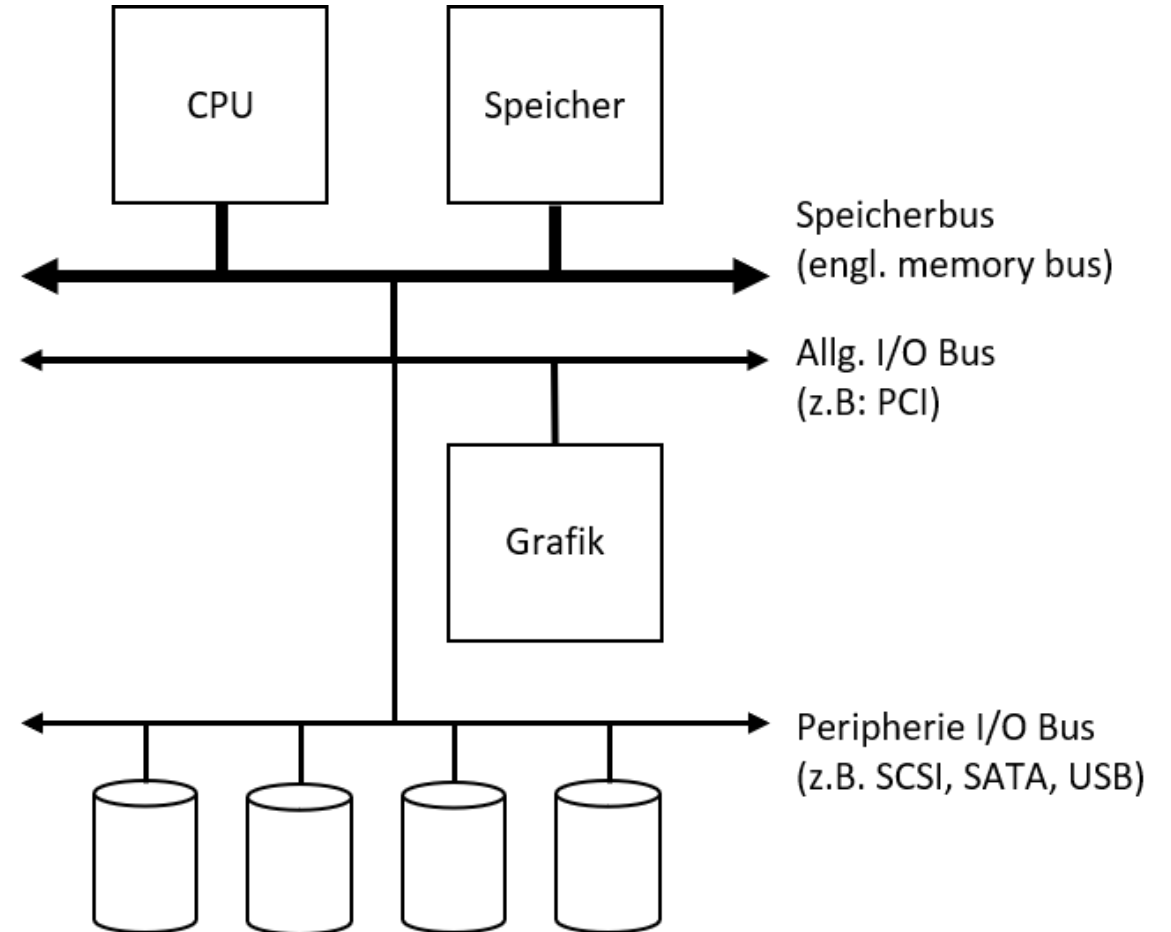 CPU
Speicher
Speicherbus
(engl. memory bus)
Allg. I/O Bus
(z.B: PCI)
Grafik
Peripherie I/O Bus
(z.B. SCSI, SATA, USB)